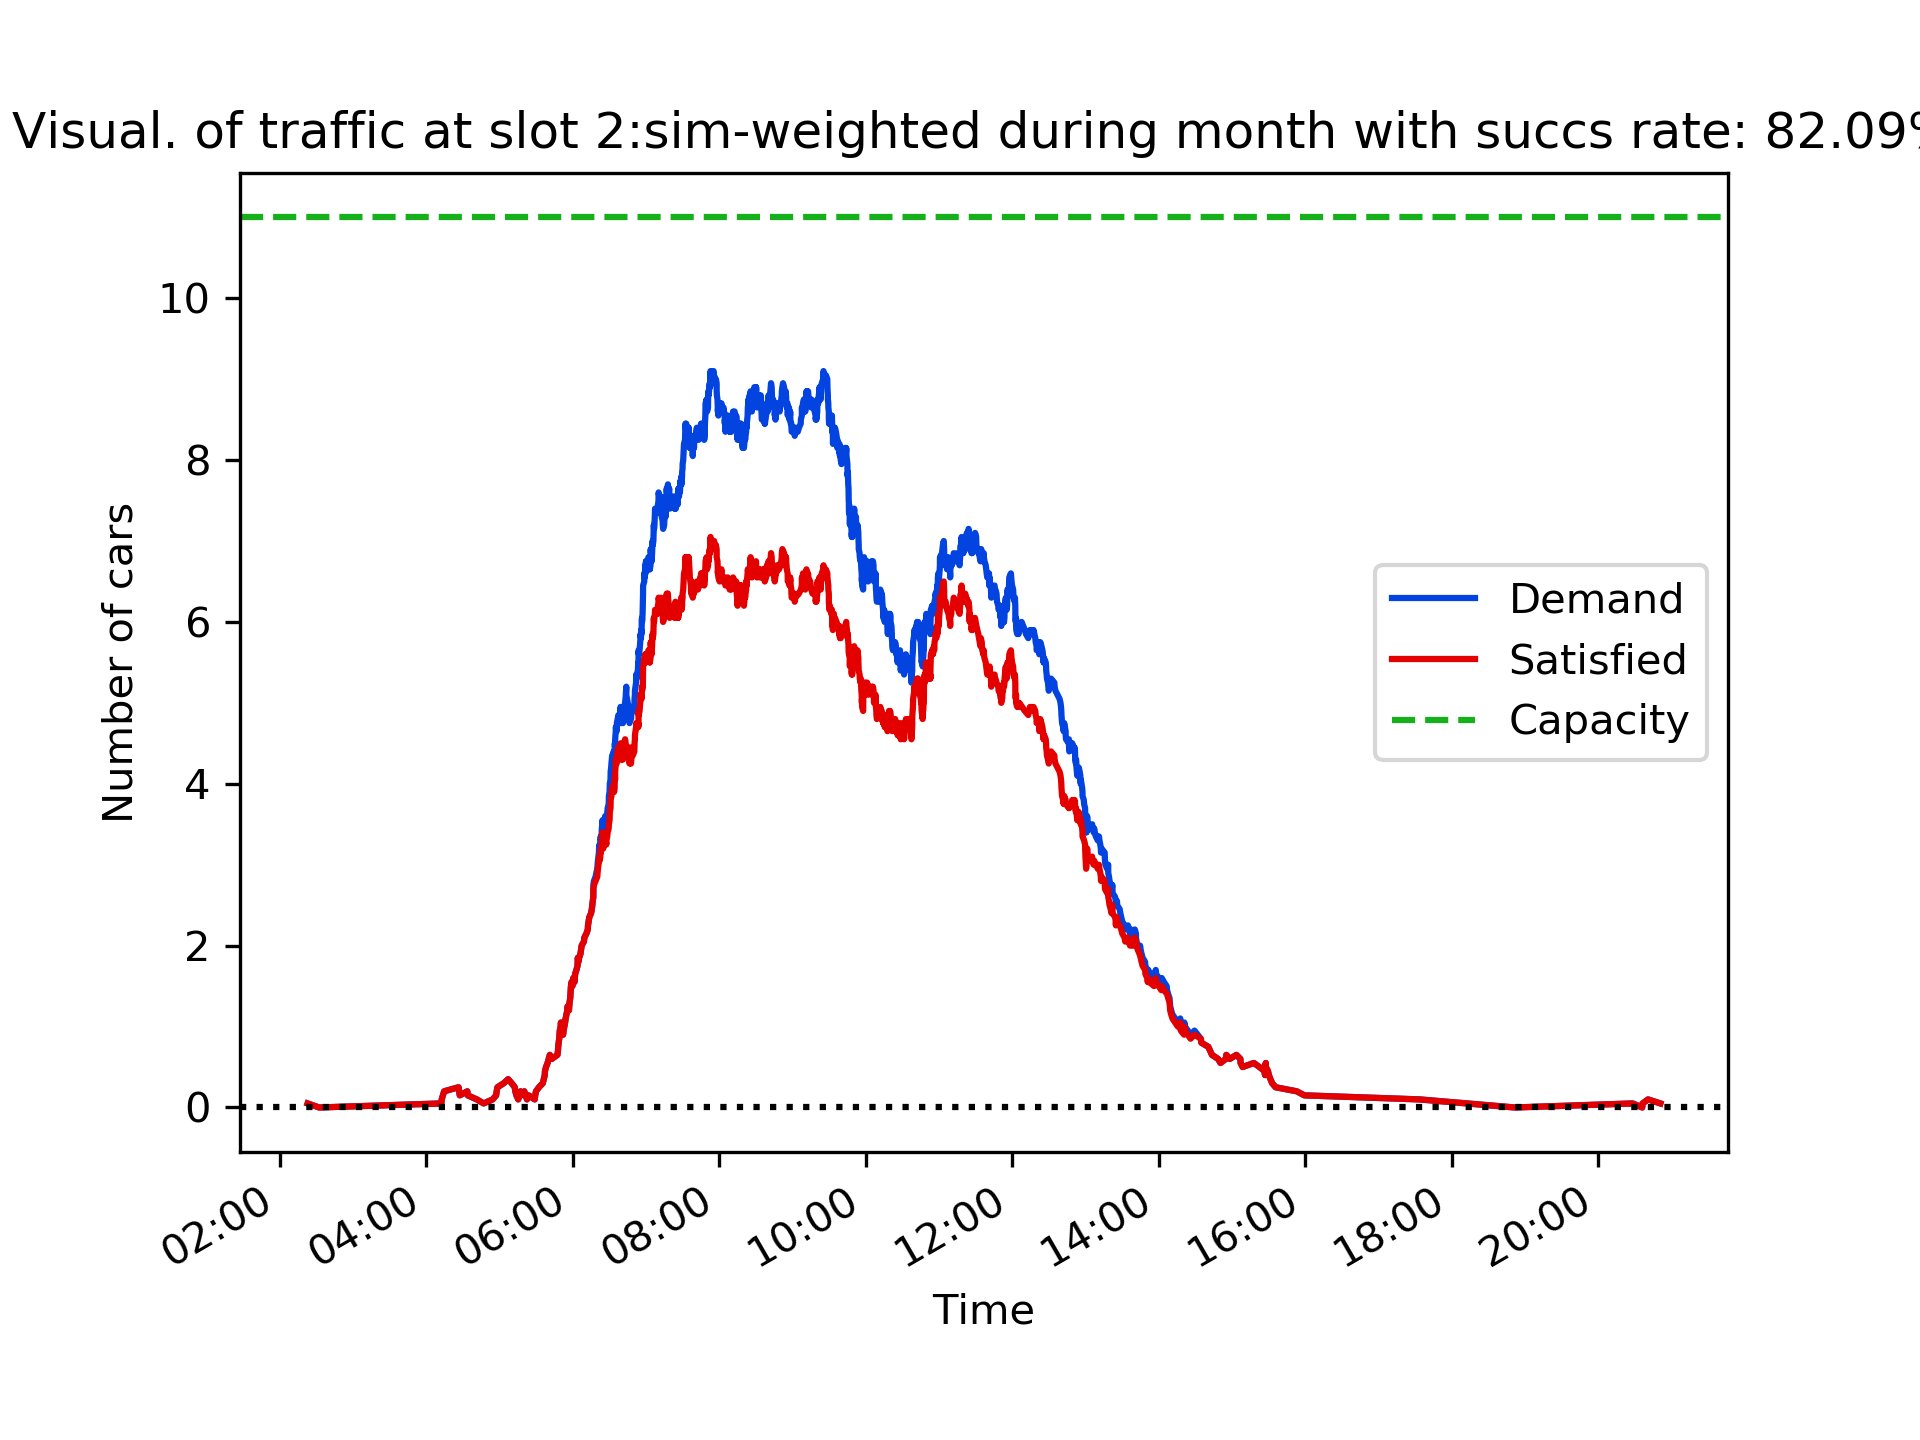 Visual. of traffic at slot 2:sim-weighted during month with succs rate: 82.09%
10
8
6
4
2
0
Number of cars
Demand
Satisfied
Capacity
02:00
04:00
06:00
08:00
10:00
12:00
14:00
16:00
18:00
20:00
Time